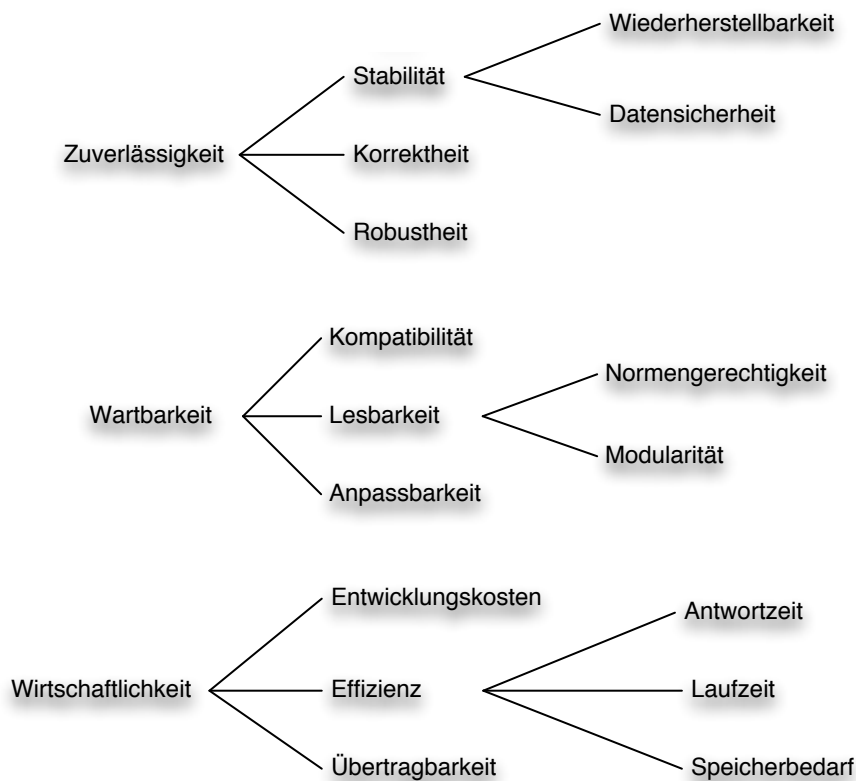 Wiederherstellbarkeit
Stabilität
Datensicherheit
Zuverlässigkeit
Korrektheit
Robustheit
Kompatibilität
Normengerechtigkeit
Wartbarkeit
Lesbarkeit
Modularität
Anpassbarkeit
Entwicklungskosten
Antwortzeit
Wirtschaftlichkeit
Effizienz
Laufzeit
Übertragbarkeit
Speicherbedarf